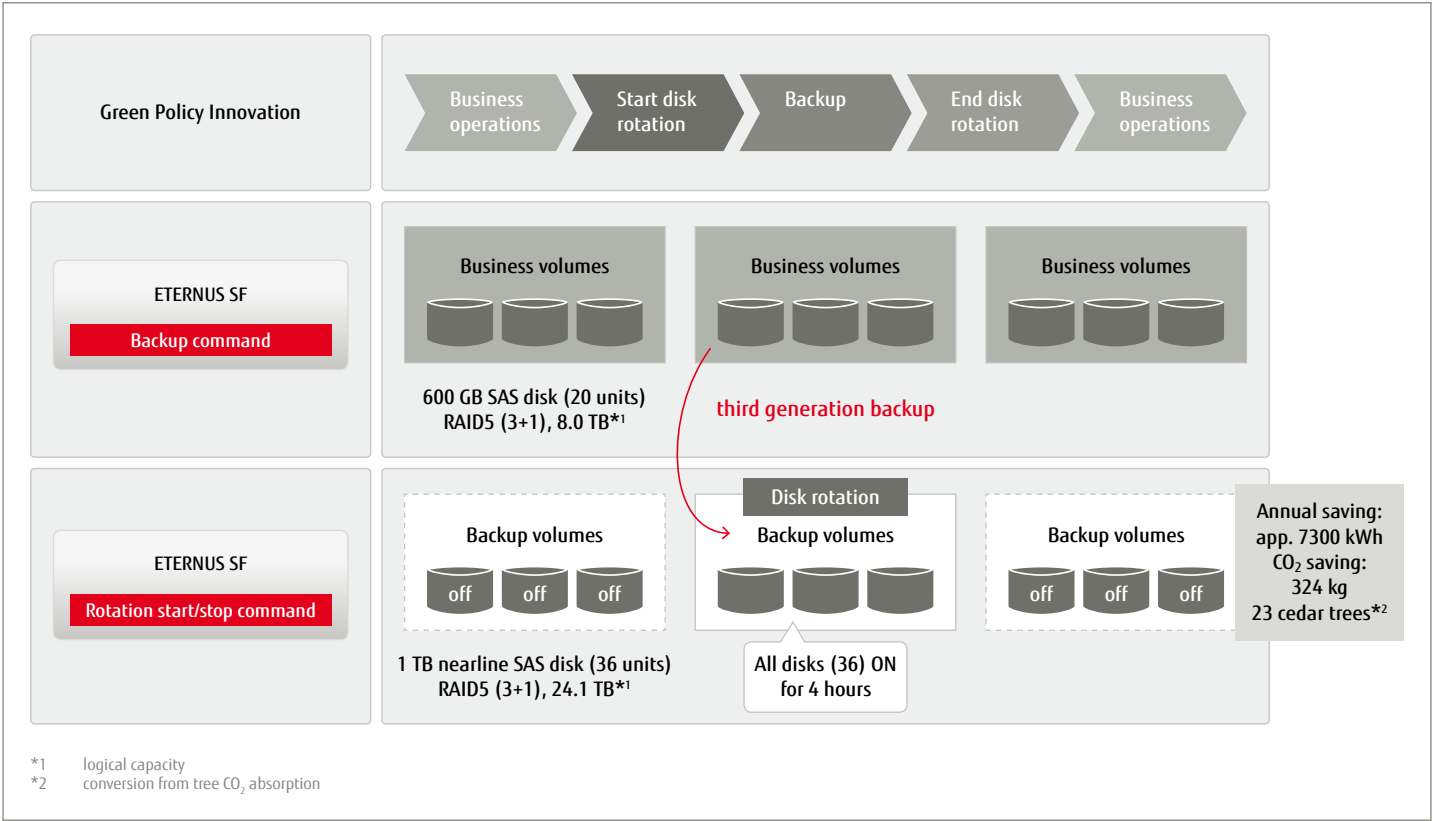 Green Policy Innovation
Business
operations
Start disk
rotation
Backup
End disk
rotation
Business
operations
ETERNUS SF
Backup command
Business volumes
Business volumes
Business volumes
600 GB SAS disk (20 units)
RAID5 (3+1), 8.0 TB*1
third generation backup
ETERNUS SF
Rotation start/stop command
Backup volumes
off
off
off
Disk rotation
Backup volumes
Backup volumes
off
off
off
1 TB nearline SAS disk (36 units)
RAID5 (3+1), 24.1 TB*1
All disks (36) ON
for 4 hours
Annual saving:
app. 7300 kWh
CO2 saving:
324 kg
23 cedar trees*2
*1 logical capacity
*2 conversion from tree CO2 absorption